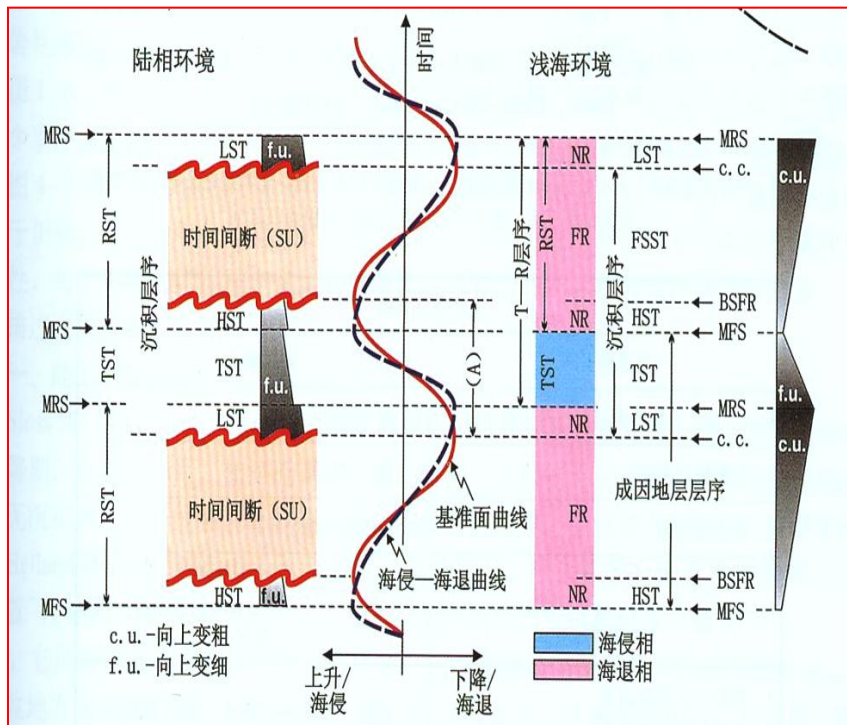 时间
陆相环境
浅海环境
MRS
LST
f.u.
NR
LST
MRS
c.c.
c.u.
RST
沉积层序
时间间断（SU）
T—R层序
RST
FR
沉积层序
FSST
HST
NR
BSFR
HST
MFS
MFS
TST
TST
f.u.
(A)
TST
TST
f.u.
MRS
LST
NR
LST
MRS
c.c.
c.u.
RST
时间间断（SU）
基准面曲线
FR
成因地层层序
海侵—海退曲线
BSFR
HST
f.u.
NR
HST
MFS
MFS
c.u.-向上变粗
f.u.-向上变细
上升/
海侵
下降/
海退
海侵相
海退相